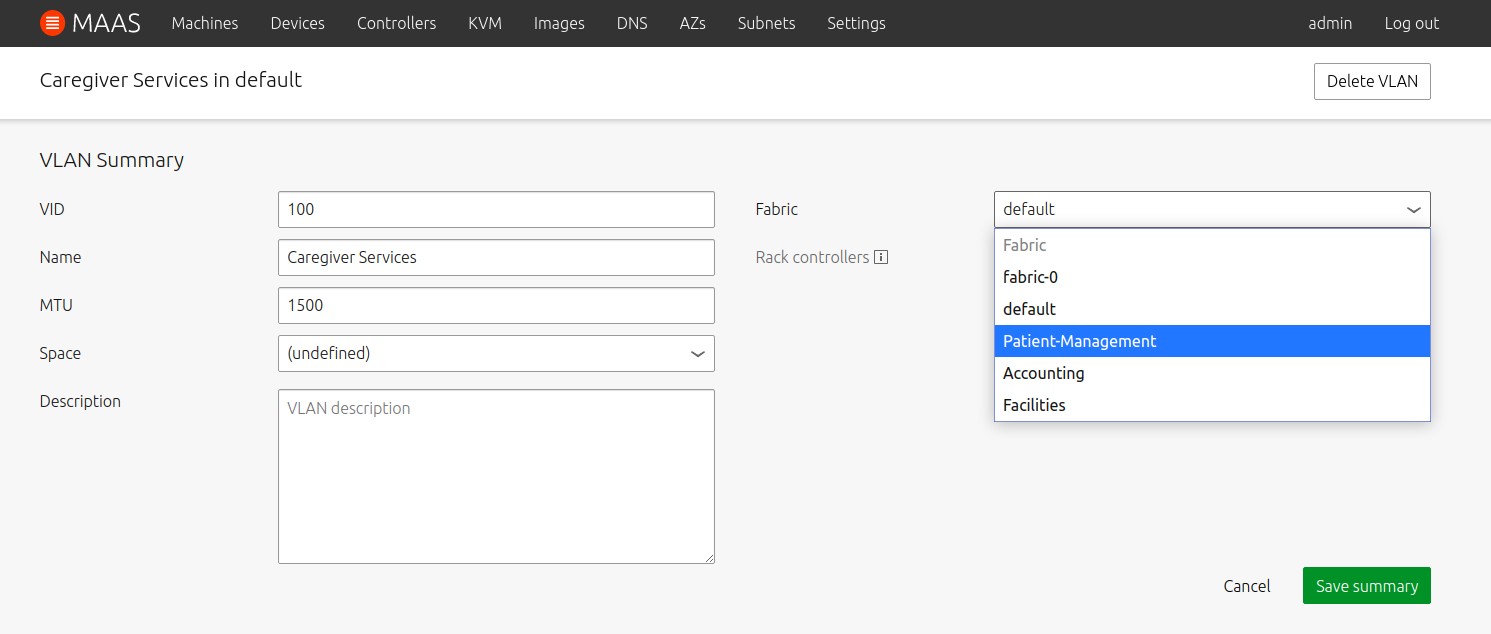 MAAS Machines Devices Controllers KVM Images DNS AZs Subnets Settings admin Log out
Caregiver Services in default Delete VLAN
VLAN Summary
VID 100 Fabric default
Fabric
Name Caregiver Services Rack controllers
fabric-0
MTU 1500 default
Patient-Management
Space (undefined)
Accounting
Description VLAN description Facilities
Cancel Save summary